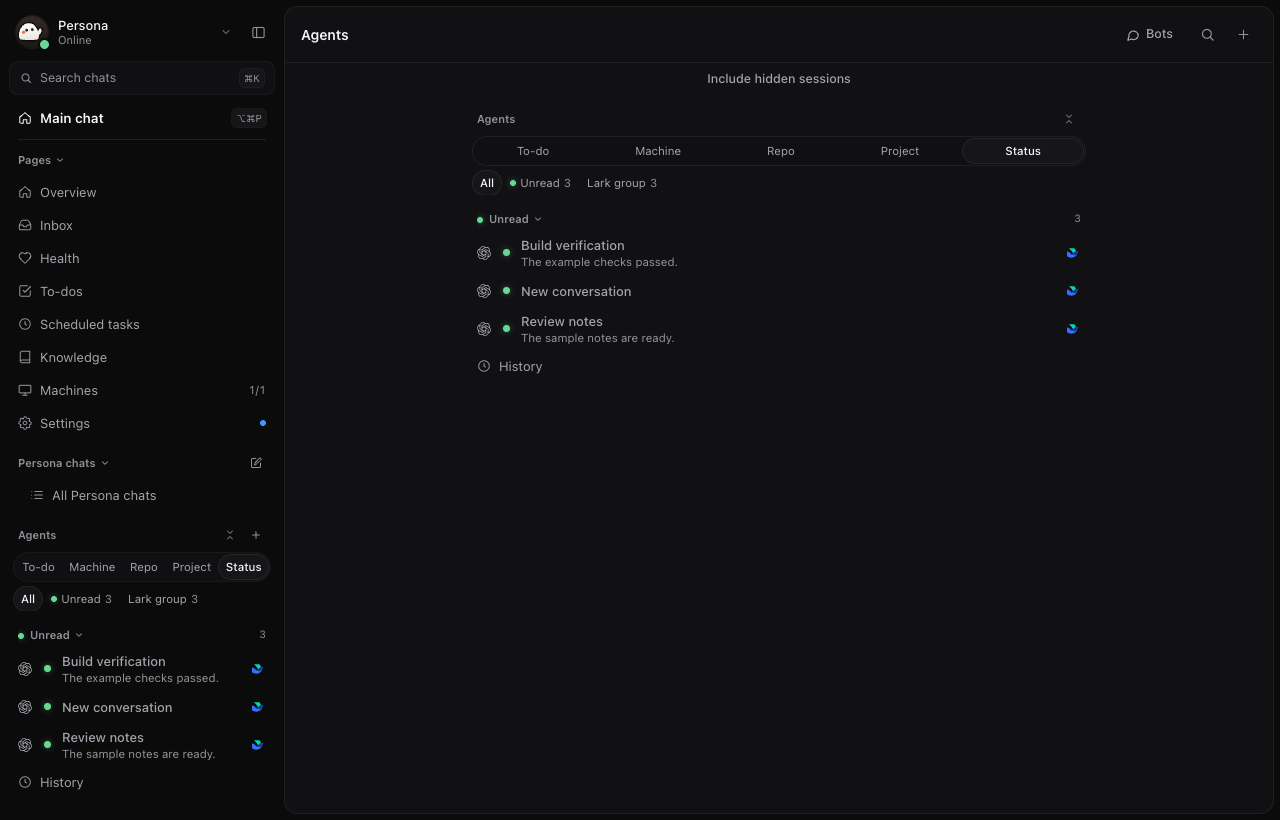 Persona
Online
Search chats
⌘K
Main chat
⌥⌘P
Pages
Overview
Inbox
Health
To-dos
Scheduled tasks
Knowledge
Machines
1/1
Settings
Persona chats
All Persona chats
Agents
To-do Machine Repo Project Status
All Unread 3 Lark group 3
Unread
3
Build verification
The example checks passed.
New conversation
Review notes
The sample notes are ready.
History
Agents
Bots
Include hidden sessions
Agents
To-do Machine Repo Project Status
All Unread 3 Lark group 3
Unread
3
Build verification
The example checks passed.
New conversation
Review notes
The sample notes are ready.
History